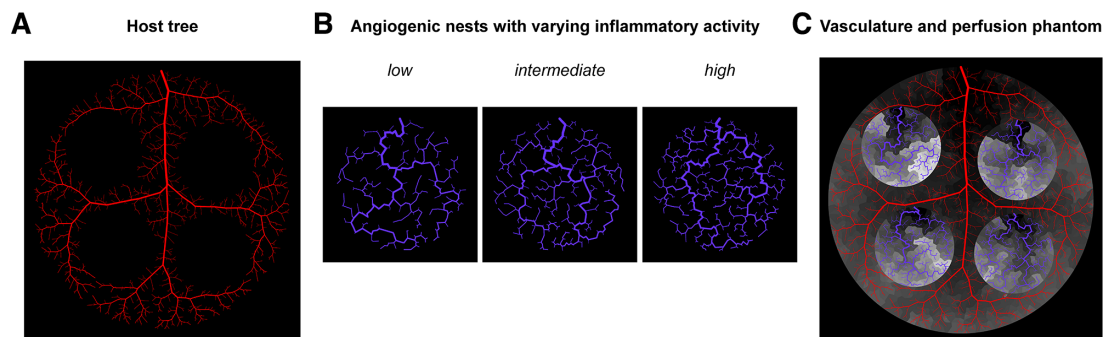 A Host tree
B Angiogenic nests with varying inflammatory activity
low intermediate high
C Vasculature and perfusion phantom